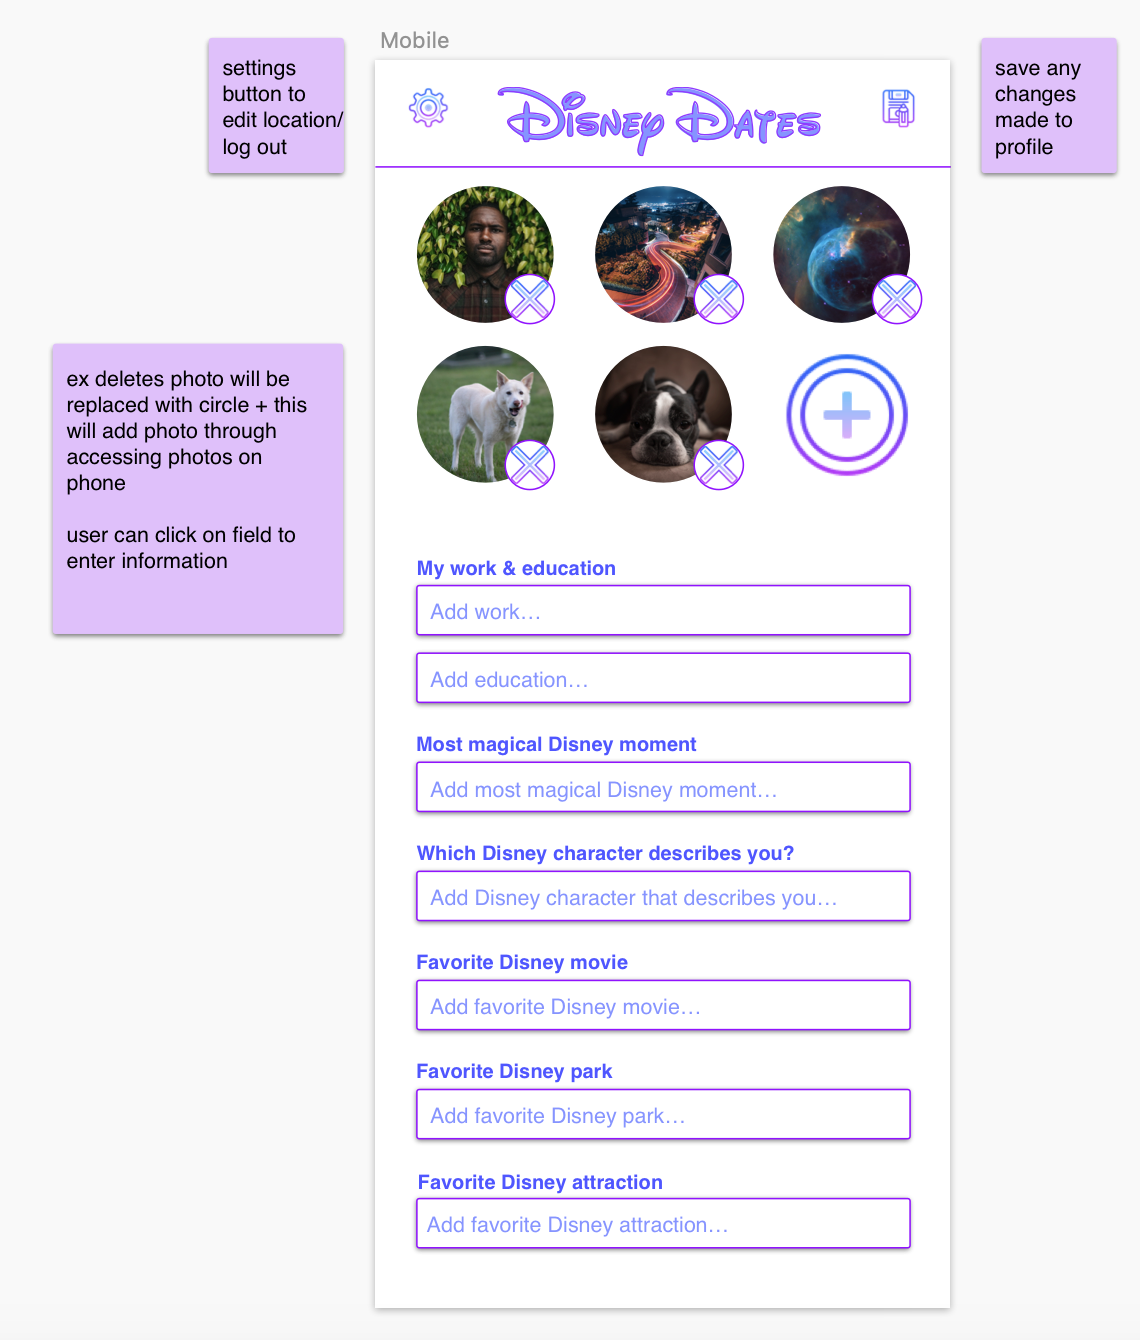 Mobile
settings
button to
edit location/
log out
Disney Dates
save any
changes
made to
profile
ex deletes photo will be
replaced with circle + this
will add photo through
accessing photos on
phone
user can click on field to
enter information
My work & education
Add work…
Add education…
Most magical Disney moment
Add most magical Disney moment…
Which Disney character describes you?
Add Disney character that describes you…
Favorite Disney movie
Add favorite Disney movie…
Favorite Disney park
Add favorite Disney park…
Favorite Disney attraction
Add favorite Disney attraction…